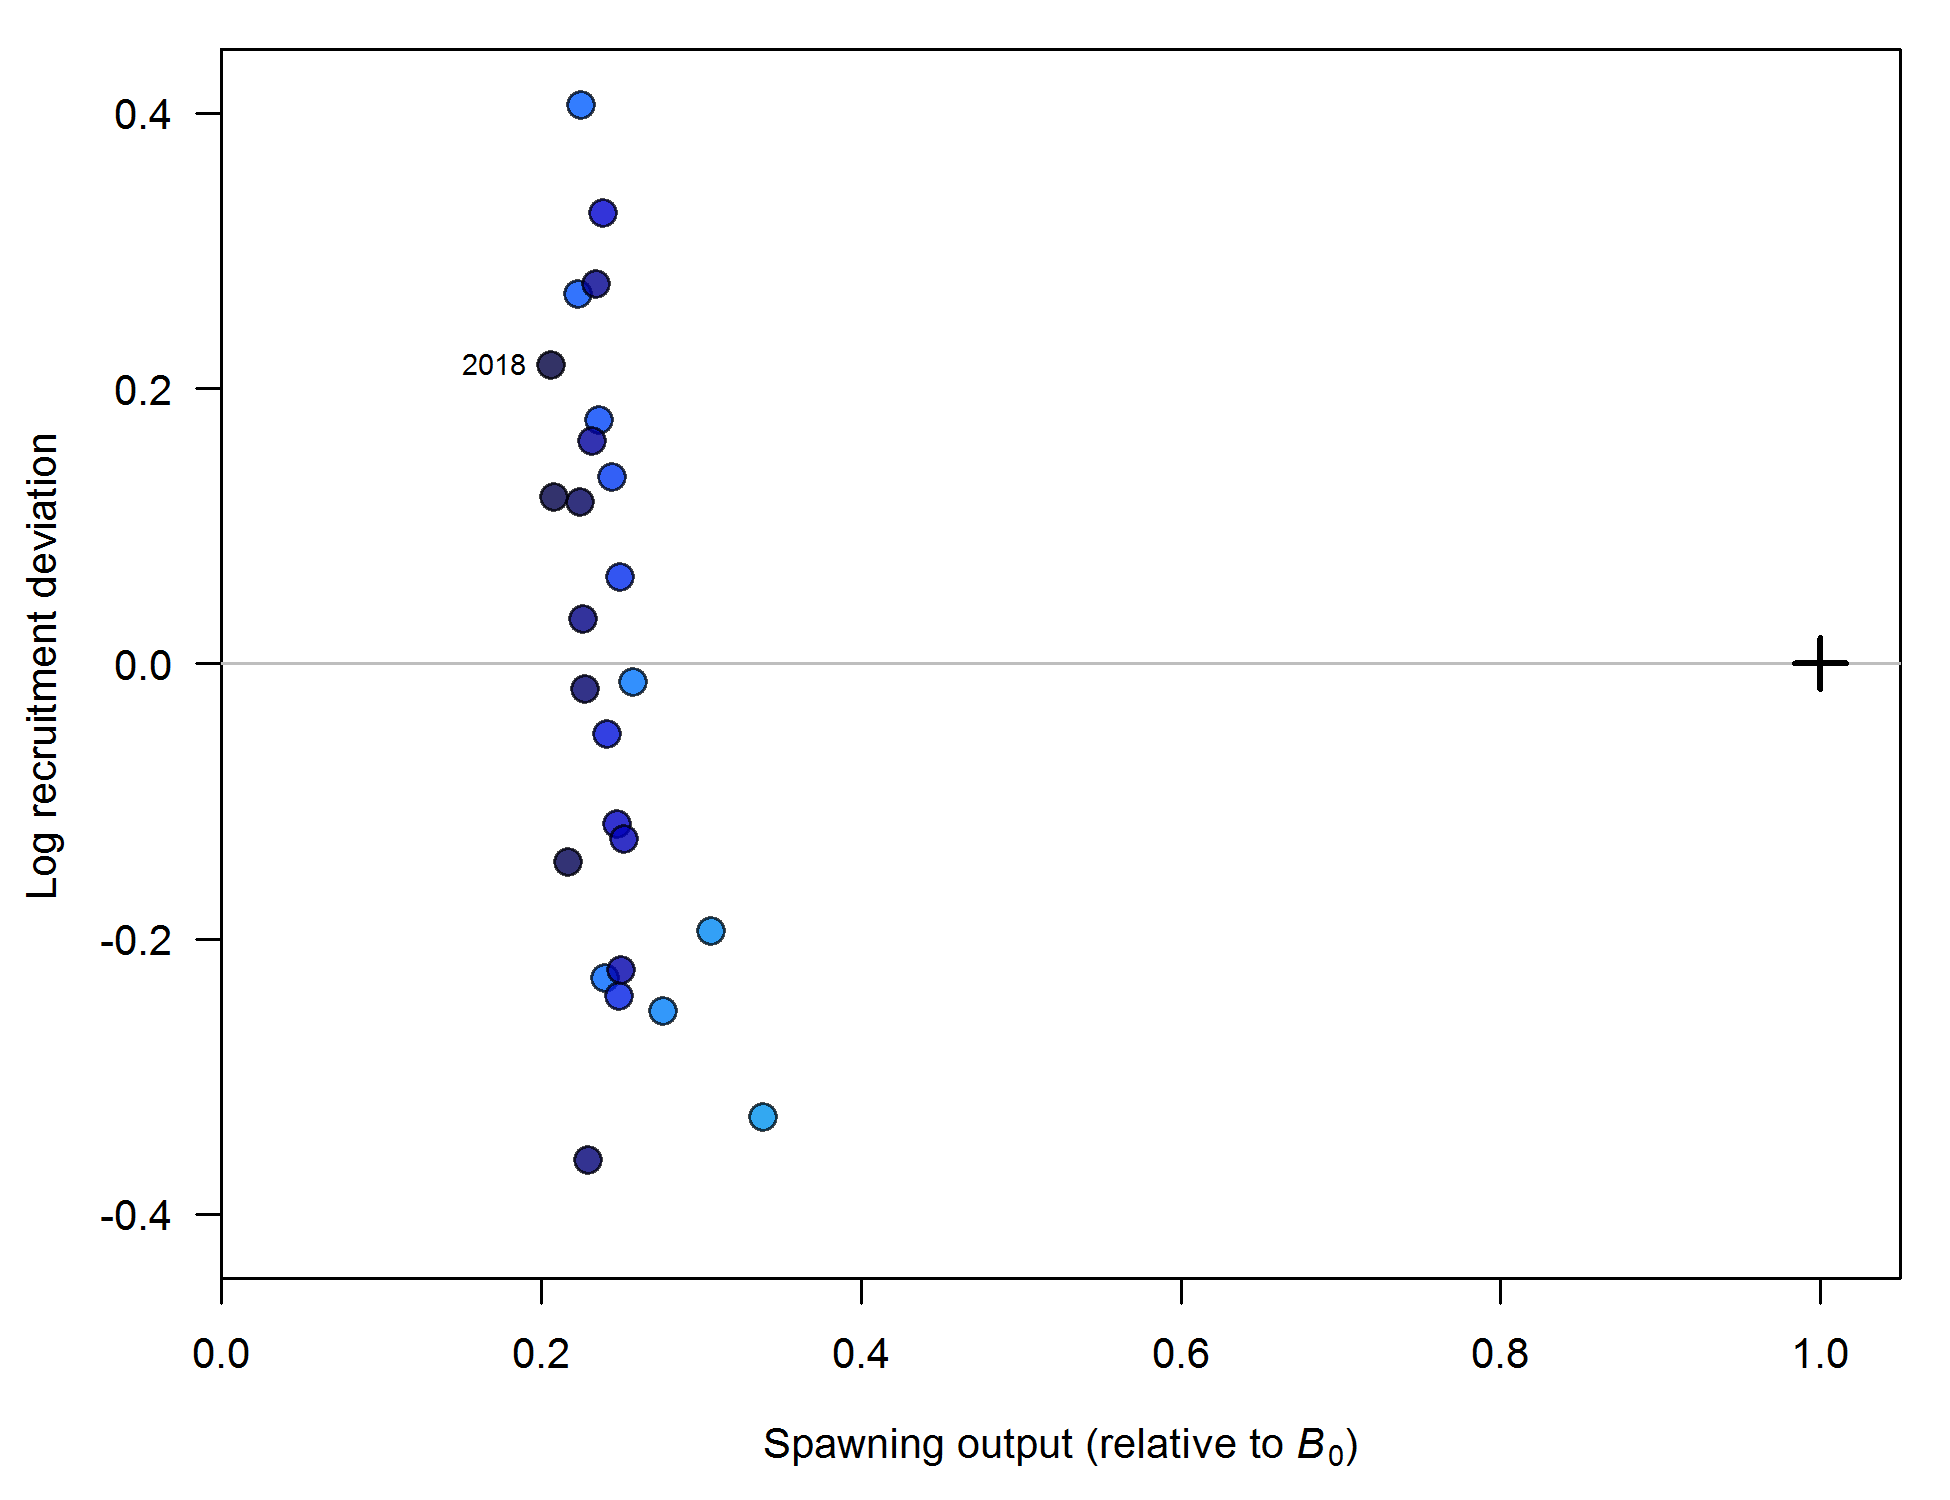 0.4
0.2
0.0
-0.2
-0.4
Log recruitment deviation
2018
0.0 0.2 0.4 0.6 0.8 1.0
Spawning output (relative to B₀)